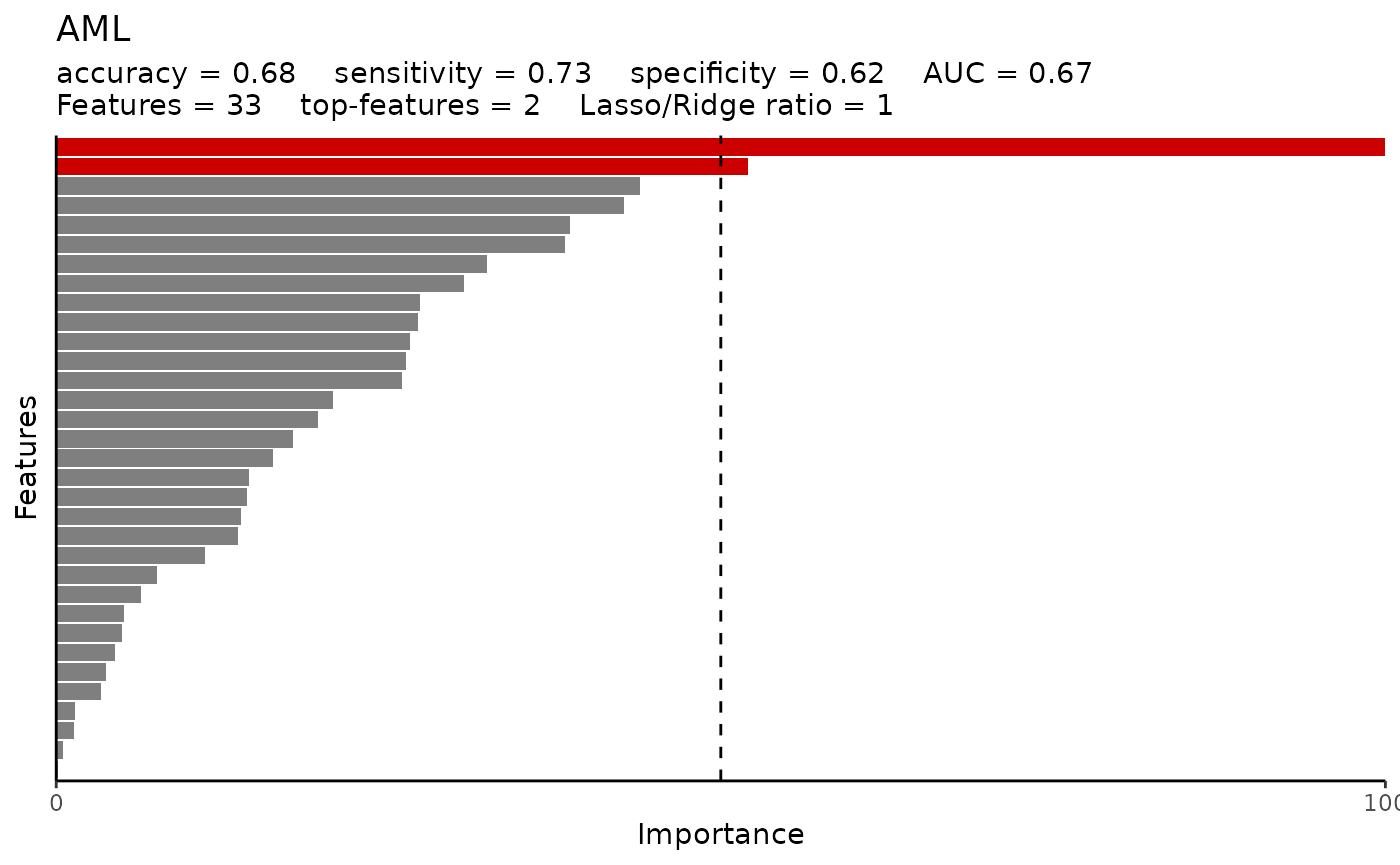 AML
accuracy = 0.68    sensitivity = 0.73    specificity = 0.62    AUC = 0.67
Features = 33    top-features = 2    Lasso/Ridge ratio = 1
Features
0
100
Importance